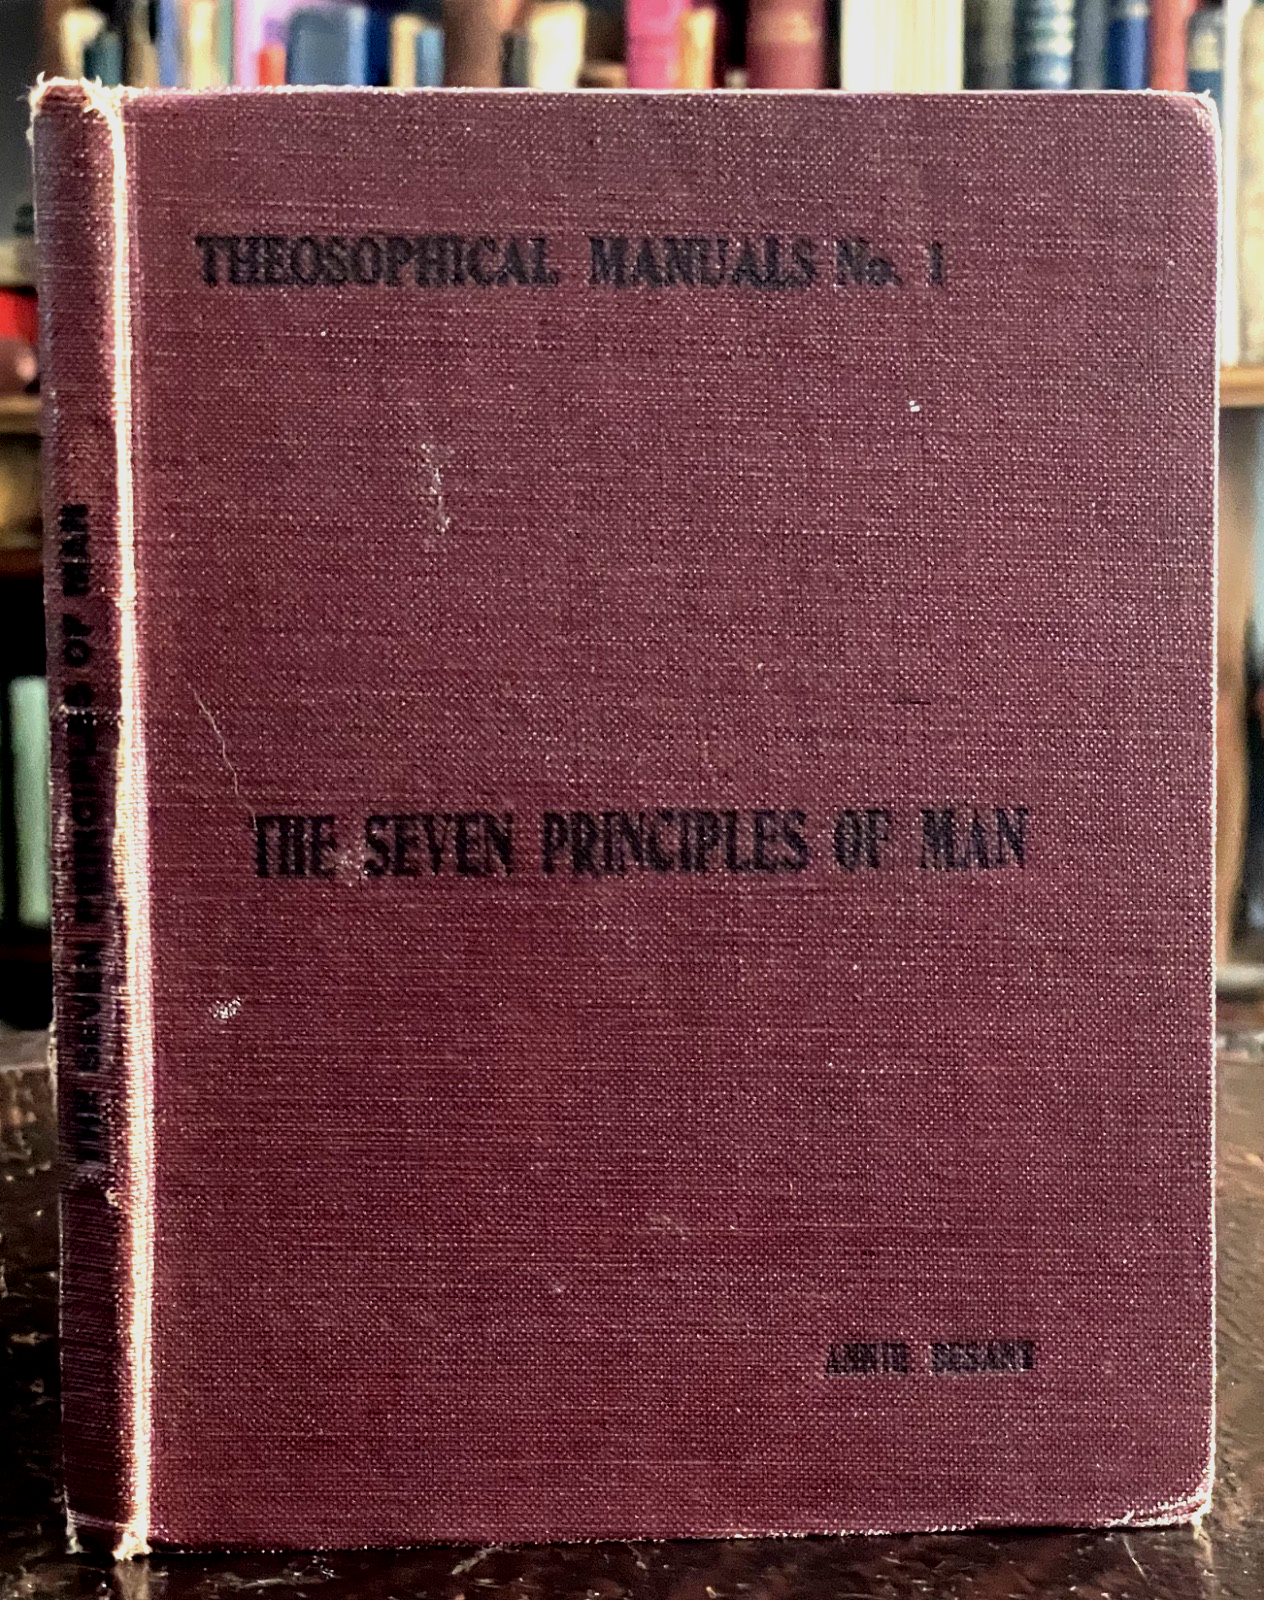 THEOSOPHICAL MANUALS No. 1
THE SEVEN PRINCIPLES OF MAN
ANNIE BESANT
THE SEVEN PRINCIPLES OF MAN